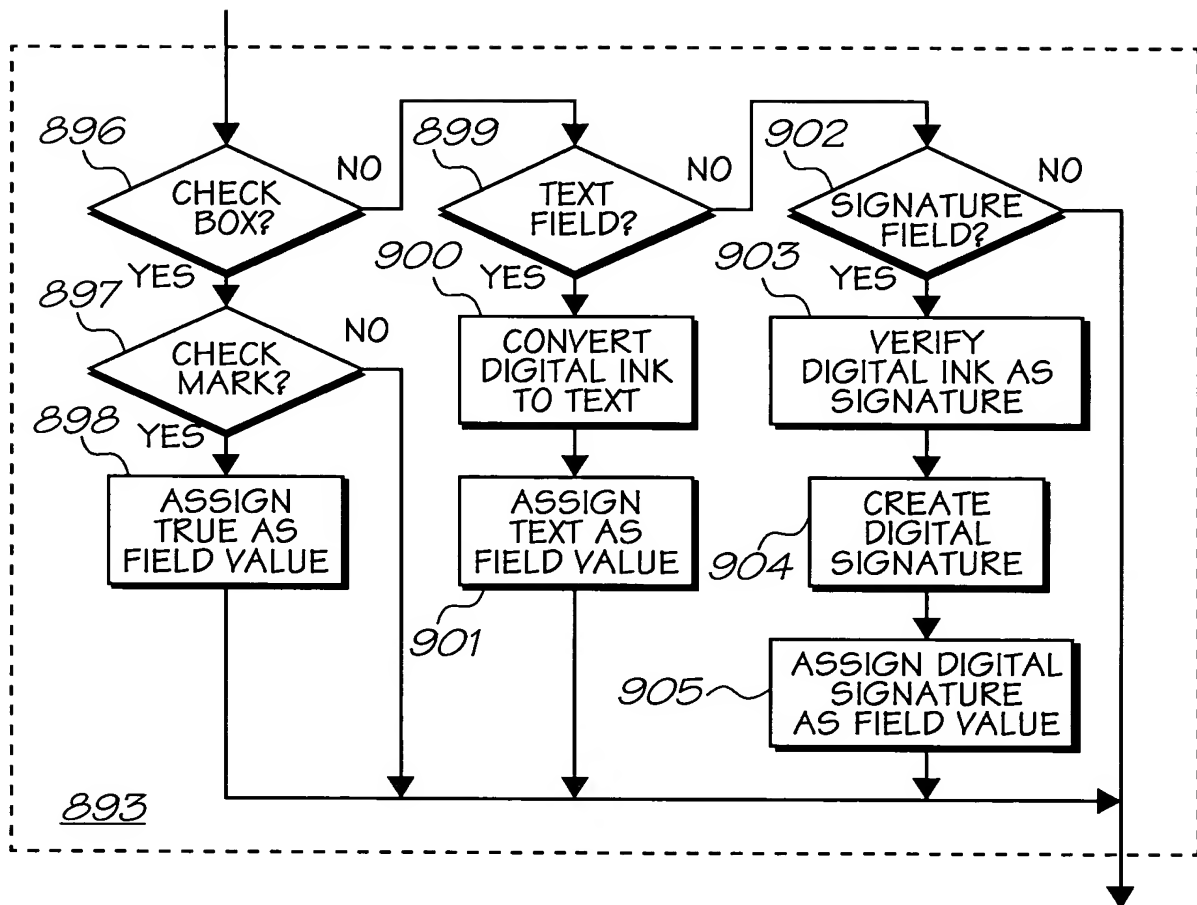 896
CHECK
BOX?
NO
YES
897
CHECK
MARK?
NO
YES
898
ASSIGN
TRUE AS
FIELD VALUE
899
TEXT
FIELD?
NO
YES
900
CONVERT
DIGITAL INK
TO TEXT
ASSIGN
TEXT AS
FIELD VALUE
901
902
SIGNATURE
FIELD?
NO
YES
903
VERIFY
DIGITAL INK AS
SIGNATURE
CREATE
DIGITAL
SIGNATURE
904
ASSIGN DIGITAL
SIGNATURE
AS FIELD VALUE
905
893